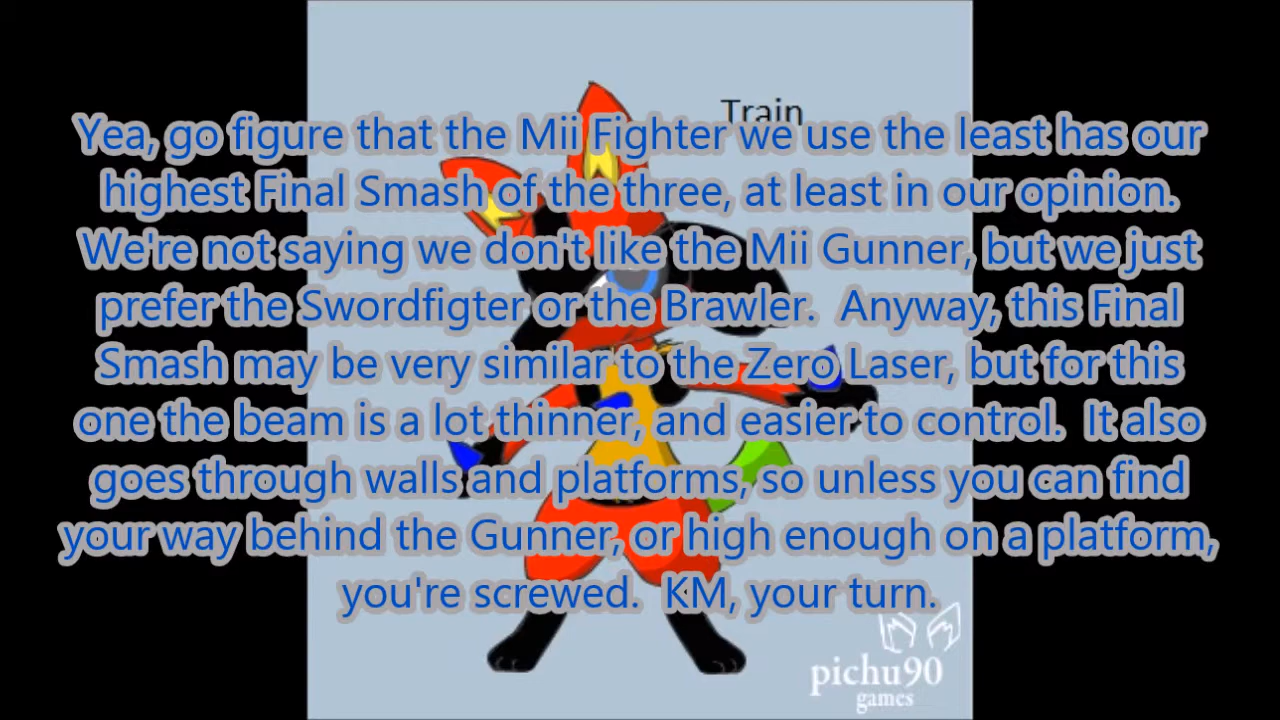 Train
Yea, go figure that the Mii Fighter we use the least has our
highest Final Smash of the three, at least in our opinion.
We're not saying we don't like the Mii Gunner, but we just
prefer the Swordfigter or the Brawler.  Anyway, this Final
Smash may be very similar to the Zero Laser, but for this
one the beam is a lot thinner, and easier to control.  It also
goes through walls and platforms, so unless you can find
your way behind the Gunner, or high enough on a platform,
you're screwed.  KM, your turn.
pichu90
games